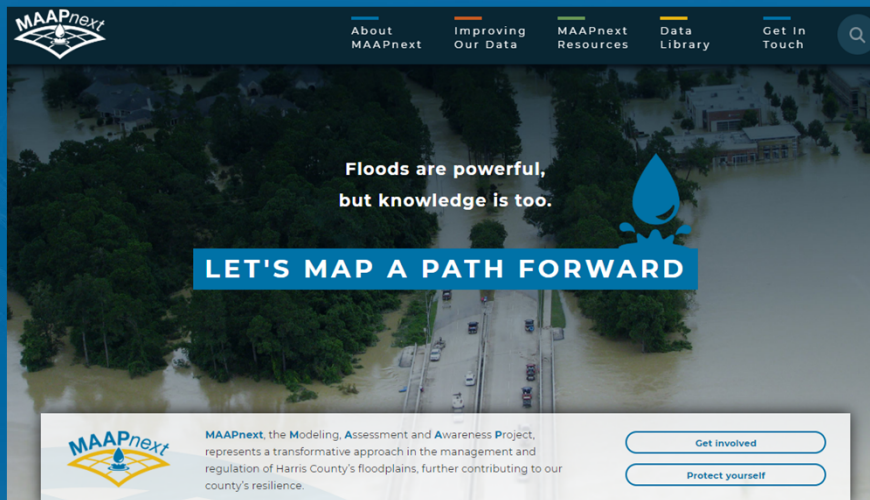 MAAPnext
About
MAAPnext
Improving
Our Data
MAAPnext
Resources
Data
Library
Get In
Touch
Floods are powerful,
but knowledge is too.
LET'S MAP A PATH FORWARD
MAAPnext
MAAPnext, the Modeling, Assessment and Awareness Project,
represents a transformative approach in the management and
regulation of Harris County’s floodplains, further contributing to our
county’s resilience.
Get involved
Protect yourself